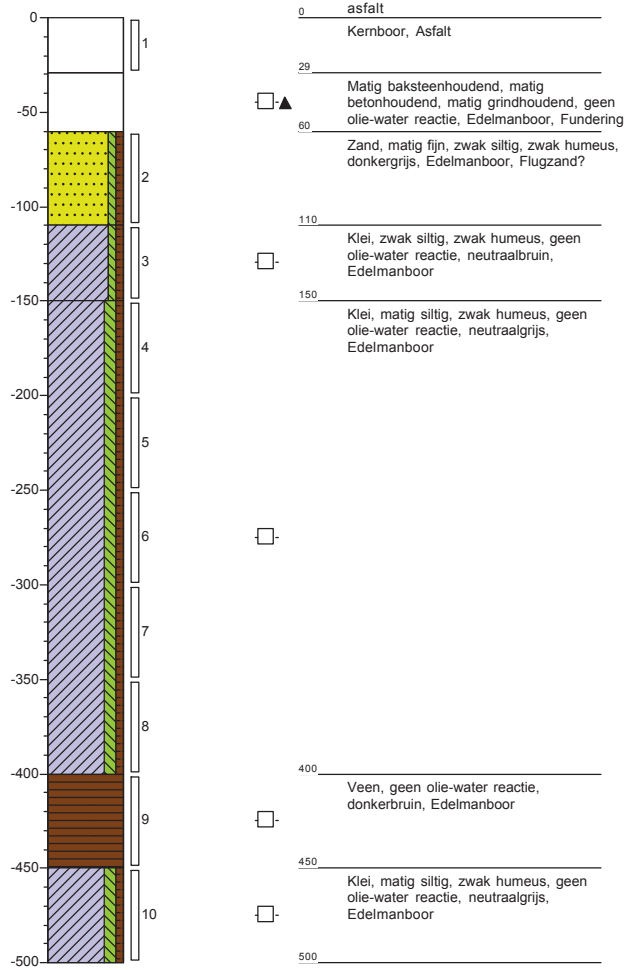 0
-50
-100
-150
-200
-250
-300
-350
-400
-450
-500
1
2
3
4
5
6
7
8
9
10
0 asfalt
Kernboor, Asfalt
29
Matig baksteenhoudend, matig
betonhoudend, matig grindhoudend, geen
olie-water reactie, Edelmanboor, Fundering
60
Zand, matig fijn, zwak siltig, zwak humeus,
donkergrijs, Edelmanboor, Flugzand?
110
Klei, zwak siltig, zwak humeus, geen
olie-water reactie, neutraalbruin,
Edelmanboor
150
Klei, matig siltig, zwak humeus, geen
olie-water reactie, neutraalgrijs,
Edelmanboor
400
Veen, geen olie-water reactie,
donkerbruin, Edelmanboor
450
Klei, matig siltig, zwak humeus, geen
olie-water reactie, neutraalgrijs,
Edelmanboor
500